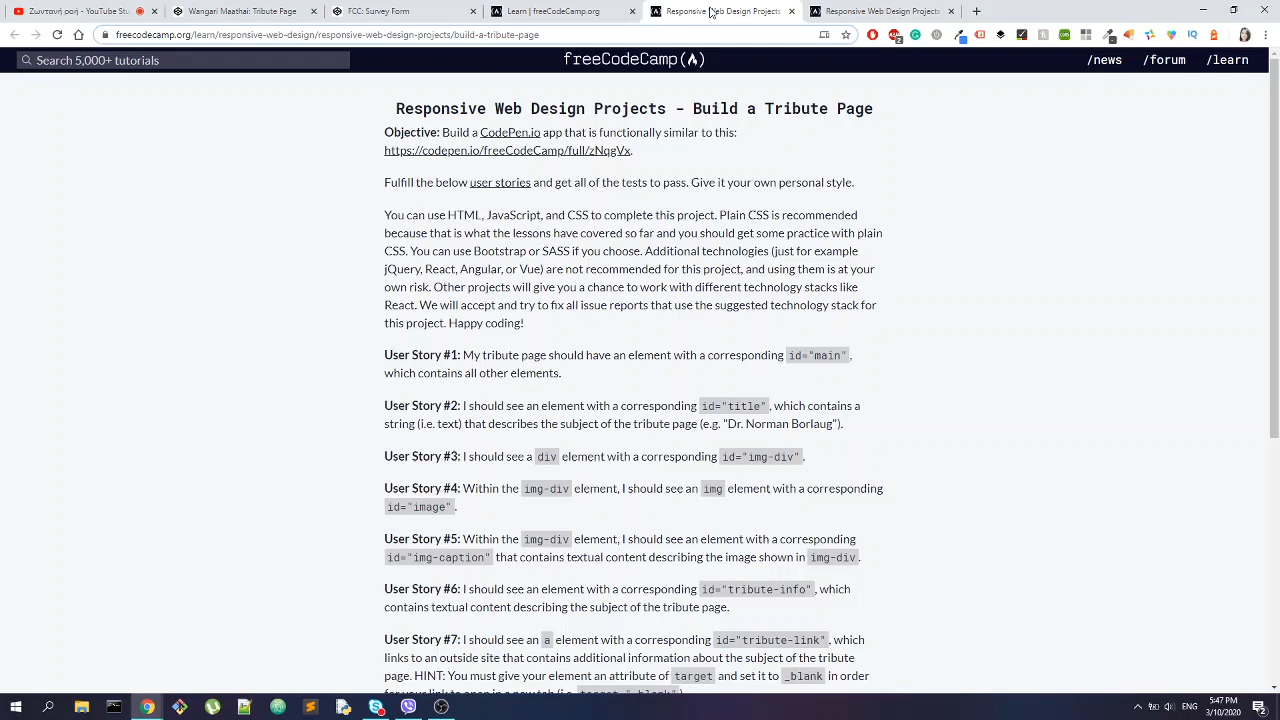 Ζωντανή ροή - YouTube
Wangari Maathai: Tribute Page
FCC: Survey Form
Learn | freeCodeCamp.org
Responsive Web Design Projects
Responsive Web Design Projects
freecodecamp.org/learn/responsive-web-design/responsive-web-design-projects/build-a-tribute-page
Search 5,000+ tutorials
freeCodeCamp
/news
/forum
/learn
Responsive Web Design Projects - Build a Tribute Page
Objective: Build a CodePen.io app that is functionally similar to this:
https://codepen.io/freeCodeCamp/full/zNqgVx.
Fulfill the below user stories and get all of the tests to pass. Give it your own personal style.
You can use HTML, JavaScript, and CSS to complete this project. Plain CSS is recommended
because that is what the lessons have covered so far and you should get some practice with plain
CSS. You can use Bootstrap or SASS if you choose. Additional technologies (just for example
jQuery, React, Angular, or Vue) are not recommended for this project, and using them is at your
own risk. Other projects will give you a chance to work with different technology stacks like
React. We will accept and try to fix all issue reports that use the suggested technology stack for
this project. Happy coding!
User Story #1: My tribute page should have an element with a corresponding id="main",
which contains all other elements.
User Story #2: I should see an element with a corresponding id="title", which contains a
string (i.e. text) that describes the subject of the tribute page (e.g. "Dr. Norman Borlaug").
User Story #3: I should see a div element with a corresponding id="img-div".
User Story #4: Within the img-div element, I should see an img element with a corresponding
id="image".
User Story #5: Within the img-div element, I should see an element with a corresponding
id="img-caption" that contains textual content describing the image shown in img-div.
User Story #6: I should see an element with a corresponding id="tribute-info", which
contains textual content describing the subject of the tribute page.
User Story #7: I should see an a element with a corresponding id="tribute-link", which
links to an outside site that contains additional information about the subject of the tribute
page. HINT: You must give your element an attribute of target and set it to _blank in order
for your link to open in a new tab (i.e. target="_blank").
ENG
5:47 PM
3/10/2020